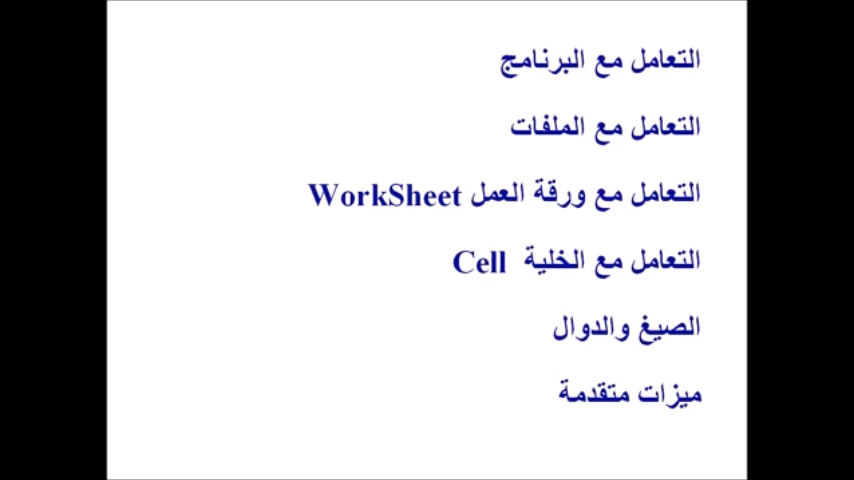 التعامل مع البرنامج
التعامل مع الملفات
التعامل مع ورقة العمل WorkSheet
التعامل مع الخلية Cell
الصيغ والدوال
ميزات متقدمة